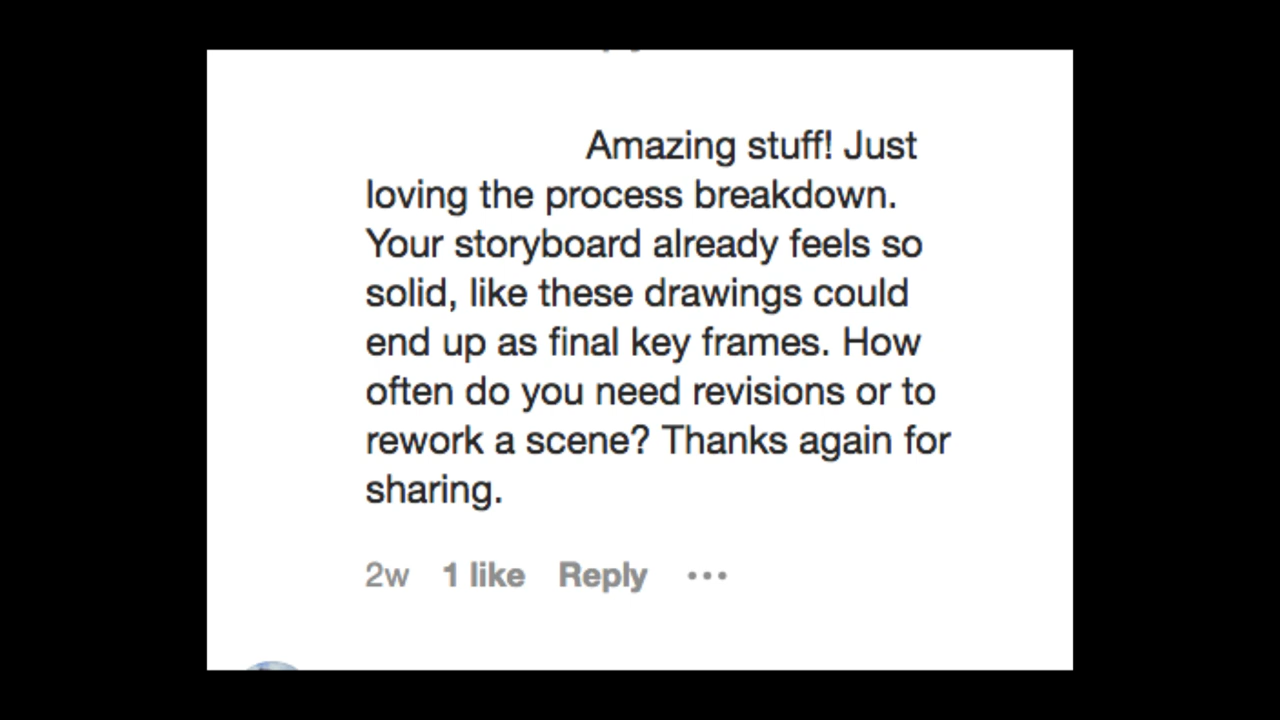 Amazing stuff! Just
loving the process breakdown.
Your storyboard already feels so
solid, like these drawings could
end up as final key frames. How
often do you need revisions or to
rework a scene? Thanks again for
sharing.
2w 1 like Reply •••